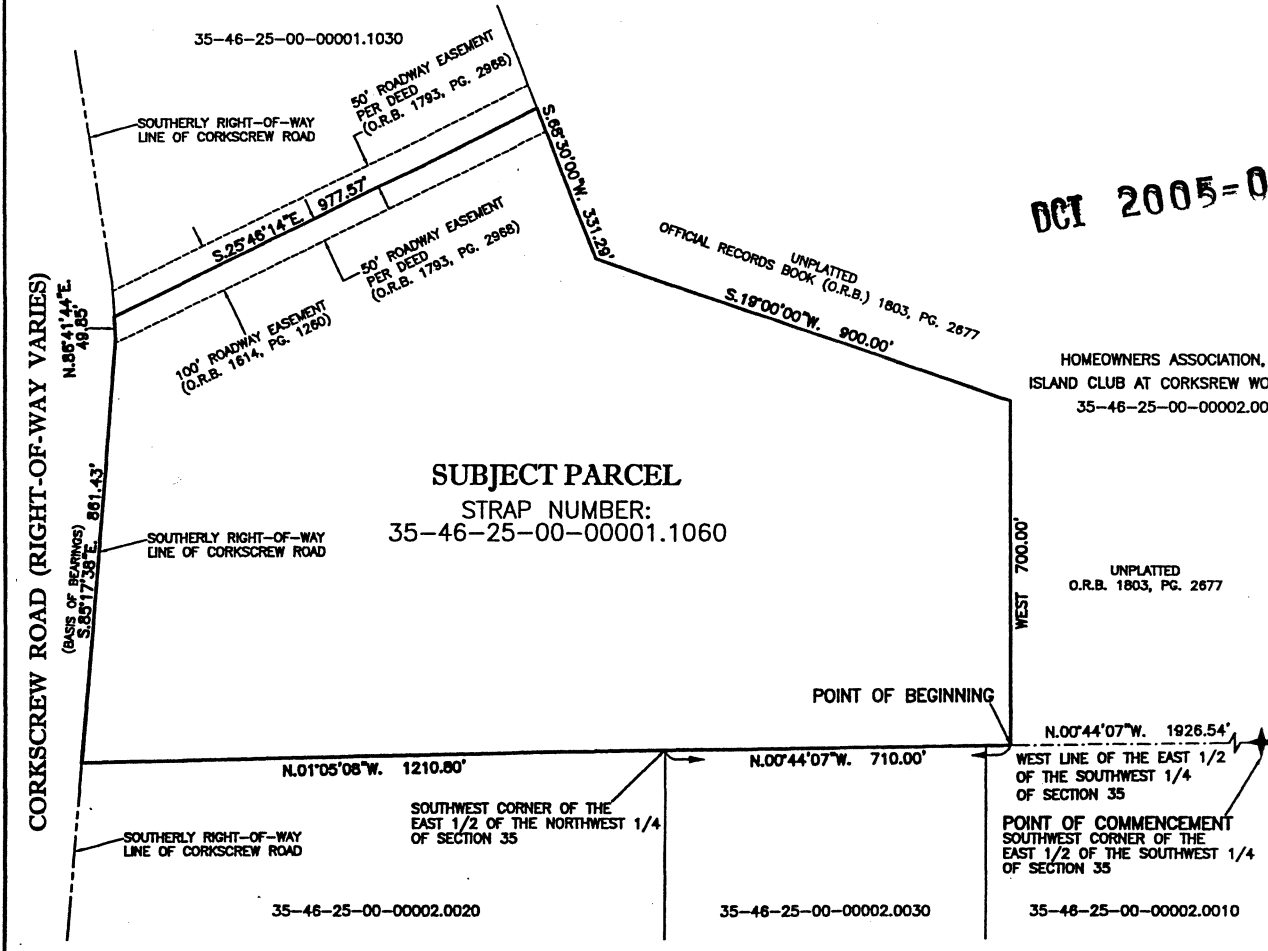 35-46-25-00-00001.1030
50' ROADWAY EASEMENT
PER DEED
(O.R.B. 1793, PG. 2968)
SOUTHERLY RIGHT-OF-WAY
LINE OF CORKSCREW ROAD
S.25°46'14"E. 977.57'
S.68°30'00"W. 331.29'
DCI 2005=0
OFFICIAL RECORDS BOOK (O.R.B.) 1803, PG. 2677
UNPLATTED
S.19°00'00"W. 900.00'
50' ROADWAY EASEMENT
PER DEED
(O.R.B. 1793, PG. 2968)
100' ROADWAY EASEMENT
(O.R.B. 1614, PG. 1260)
N.86°41'44"E.
49.85'
CORKSCREW ROAD (RIGHT-OF-WAY VARIES)
HOMEOWNERS ASSOCIATION,
ISLAND CLUB AT CORKSREW WO
35-46-25-00-00002.00
SUBJECT PARCEL
STRAP NUMBER:
35-46-25-00-00001.1060
(BASIS OF BEARINGS)
S.85°17'38"E. 861.43'
SOUTHERLY RIGHT-OF-WAY
LINE OF CORKSCREW ROAD
WEST 700.00'
UNPLATTED
O.R.B. 1803, PG. 2677
POINT OF BEGINNING
N.00°44'07"W. 1926.54'
WEST LINE OF THE EAST 1/2
OF THE SOUTHWEST 1/4
OF SECTION 35
N.01°05'08"W. 1210.80'
N.00°44'07"W. 710.00'
SOUTHWEST CORNER OF THE
EAST 1/2 OF THE NORTHWEST 1/4
OF SECTION 35
POINT OF COMMENCEMENT
SOUTHWEST CORNER OF THE
EAST 1/2 OF THE SOUTHWEST 1/4
OF SECTION 35
SOUTHERLY RIGHT-OF-WAY
LINE OF CORKSCREW ROAD
35-46-25-00-00002.0020
35-46-25-00-00002.0030
35-46-25-00-00002.0010